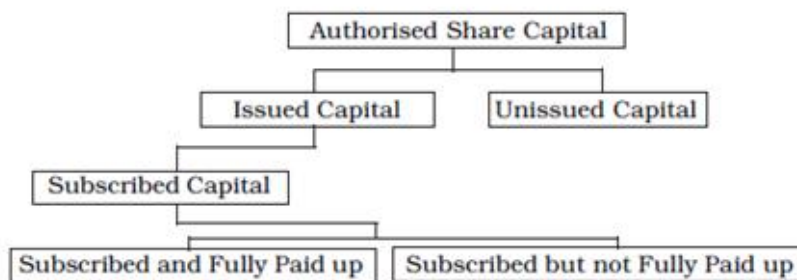 Authorised Share Capital
Issued Capital
Unissued Capital
Subscribed Capital
Subscribed and Fully Paid up
Subscribed but not Fully Paid up